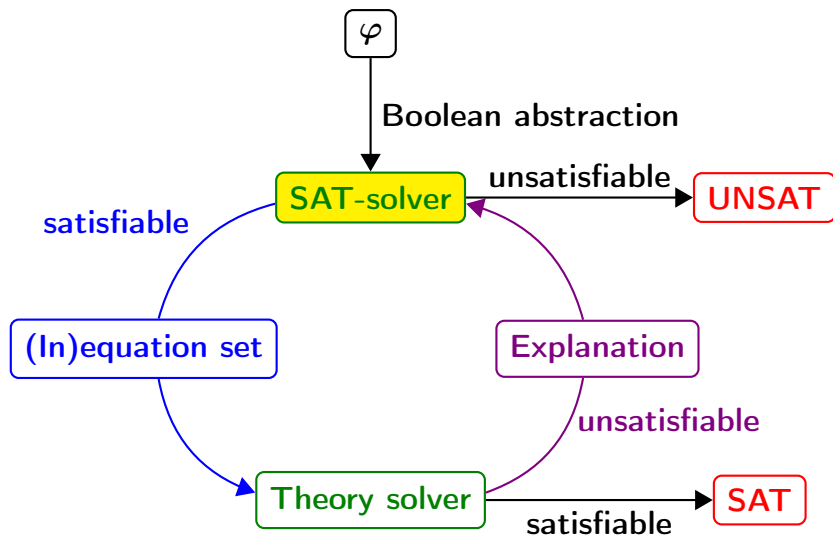 φ
Boolean abstraction
SAT-solver
unsatisfiable
UNSAT
satisfiable
(In)equation set
Explanation
unsatisfiable
Theory solver
satisfiable
SAT